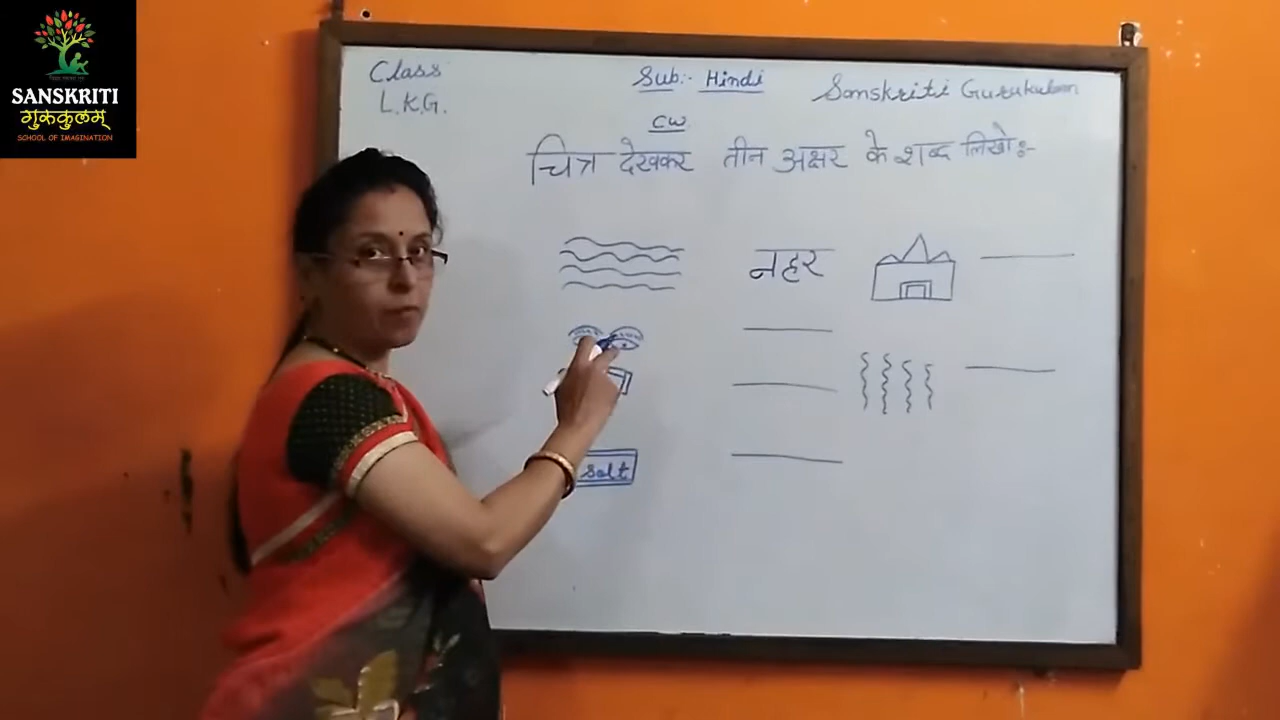 SANSKRITI
गुरुकुलम्
SCHOOL OF IMAGINATION
Class
L.K.G.
Sub:- Hindi
Sanskriti Gurukulam
CW
चित्र देखकर तीन अक्षर के शब्द लिखो:-
नहर
Salt